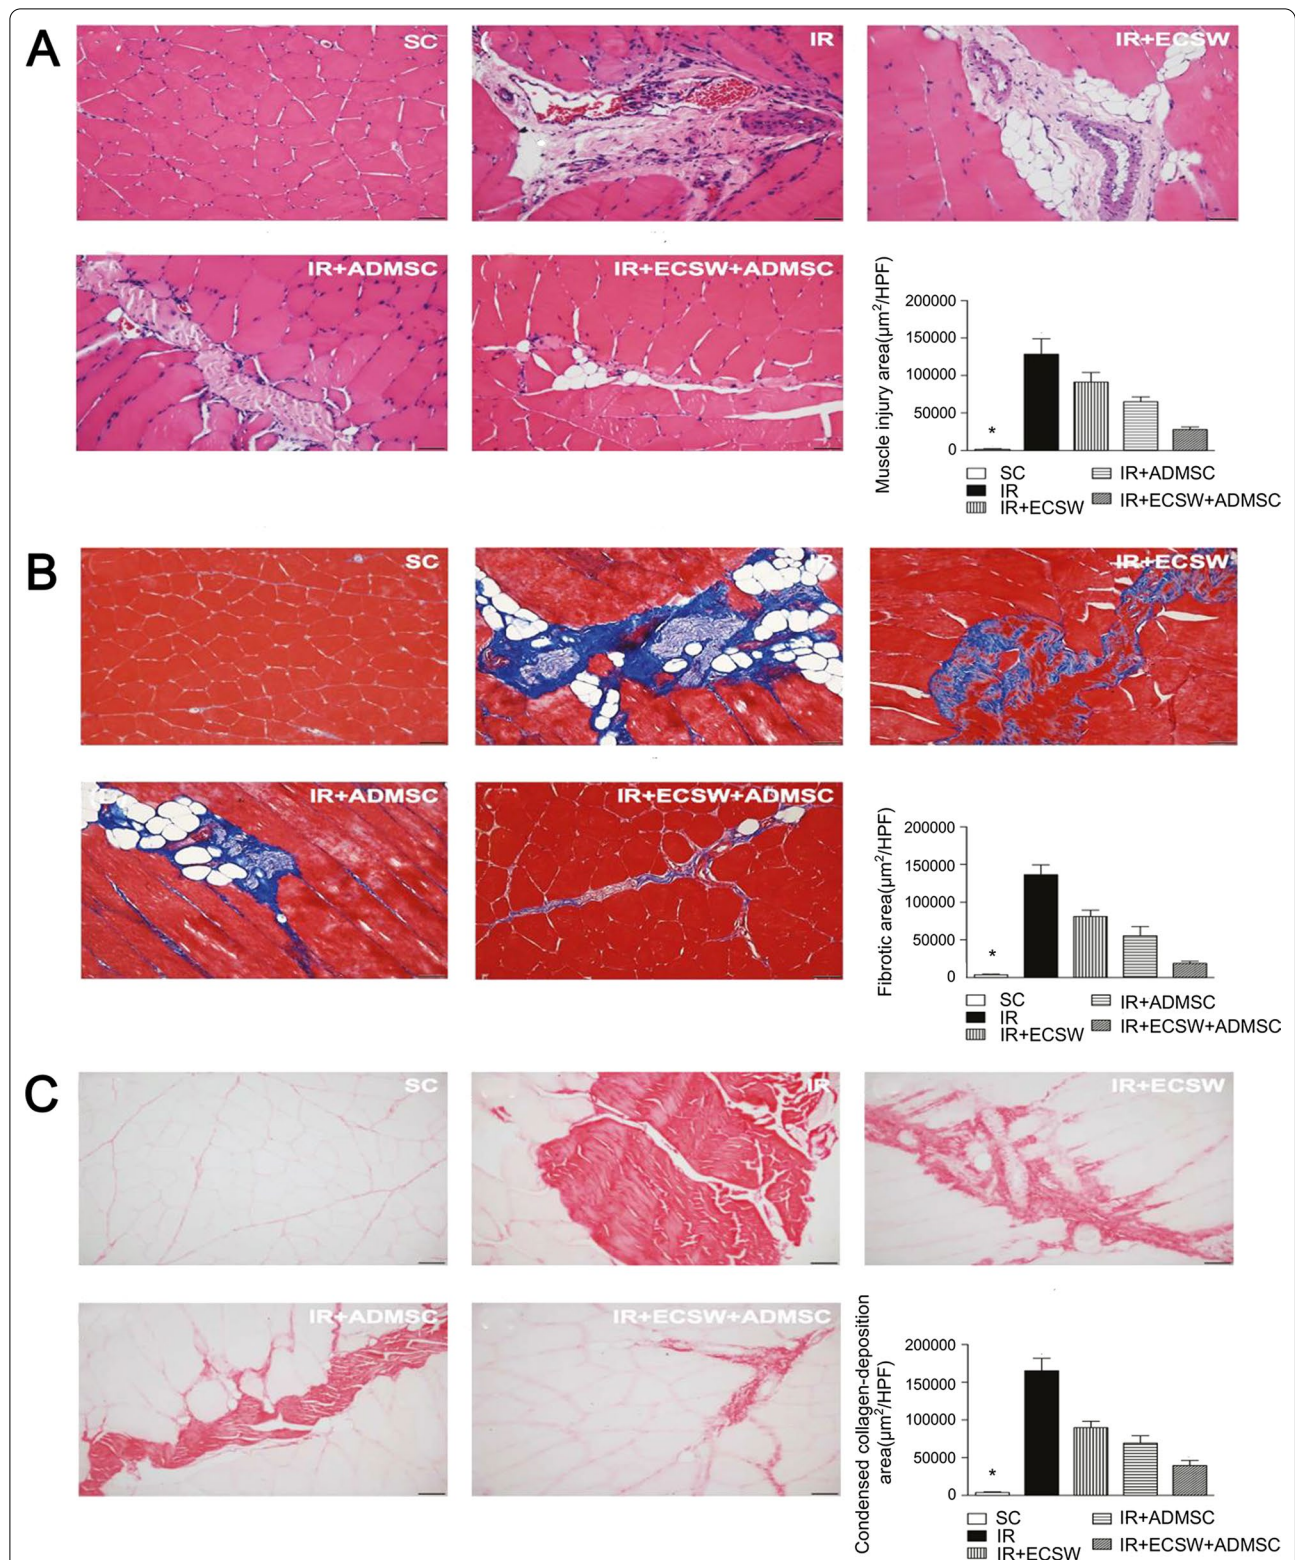 A
SC
IR
IR+ECSW
IR+ADMSC
IR+ECSW+ADMSC
Muscle injury area(µm²/HPF)
200000
150000
100000
50000
0
*
SC
IR
IR+ECSW
IR+ADMSC
IR+ECSW+ADMSC
B
SC
IR
IR+ECSW
IR+ADMSC
IR+ECSW+ADMSC
Fibrotic area(µm²/HPF)
200000
150000
100000
50000
0
*
SC
IR
IR+ECSW
IR+ADMSC
IR+ECSW+ADMSC
C
SC
IR
IR+ECSW
IR+ADMSC
IR+ECSW+ADMSC
Condensed collagen-deposition
area(µm²/HPF)
200000
150000
100000
50000
0
*
SC
IR
IR+ECSW
IR+ADMSC
IR+ECSW+ADMSC